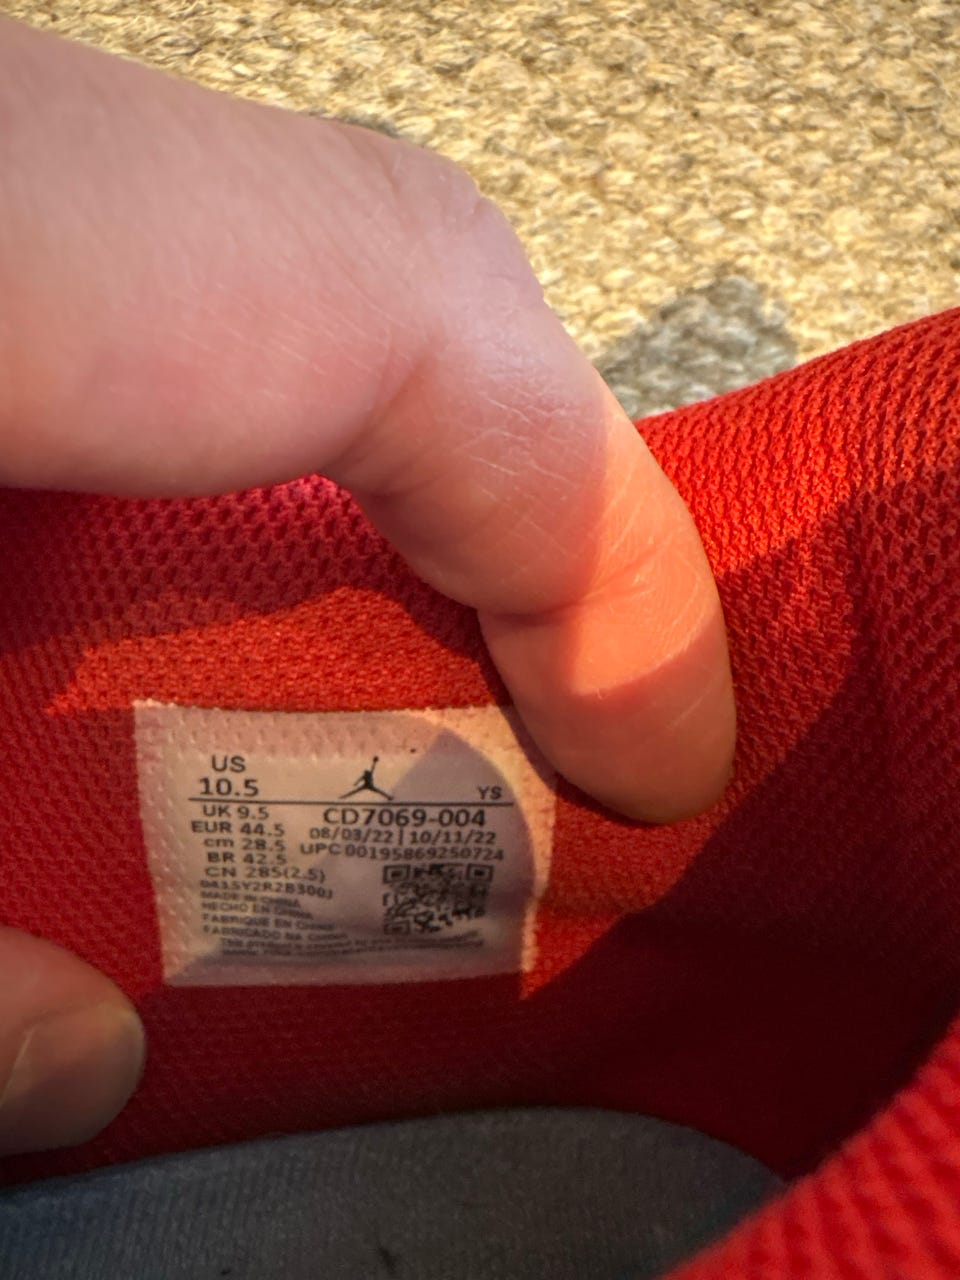 US
10.5
YS
UK 9.5
CD7069-004
EUR 44.5
08/03/22 | 10/11/22
cm 28.5
UPC 00195869250724
BR 42.5
CN 285(2.5)
MADE IN CHINA
HECHO EN CHINA
FABRIQUE EN CHINE
FABRICADO NA CHINA